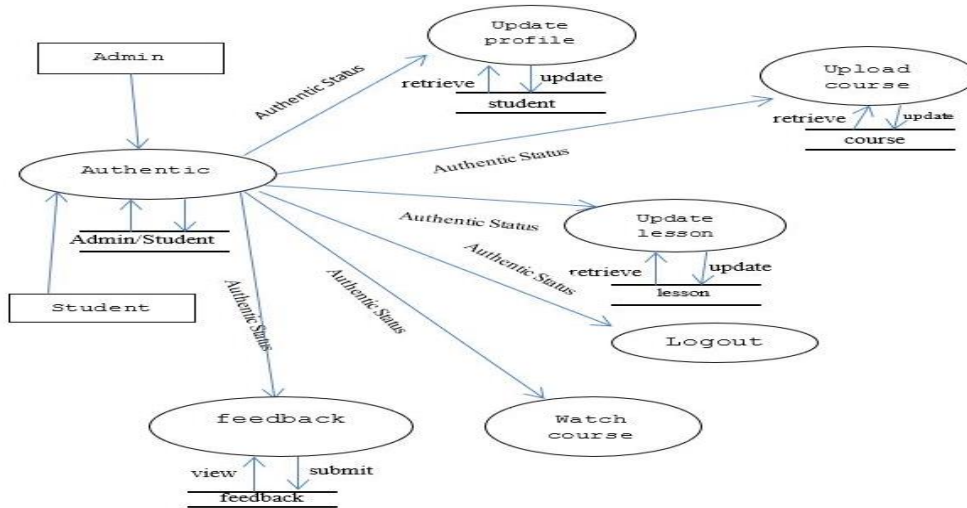 Update
profile
Admin
Authentic Status
retrieve
update
student
Upload
course
retrieve
update
course
Authentic
Authentic Status
Admin/Student
Authentic Status
Update
lesson
retrieve
update
lesson
Authentic Status
Student
Authentic Status
Authentic Status
Logout
feedback
Watch
course
view
submit
feedback